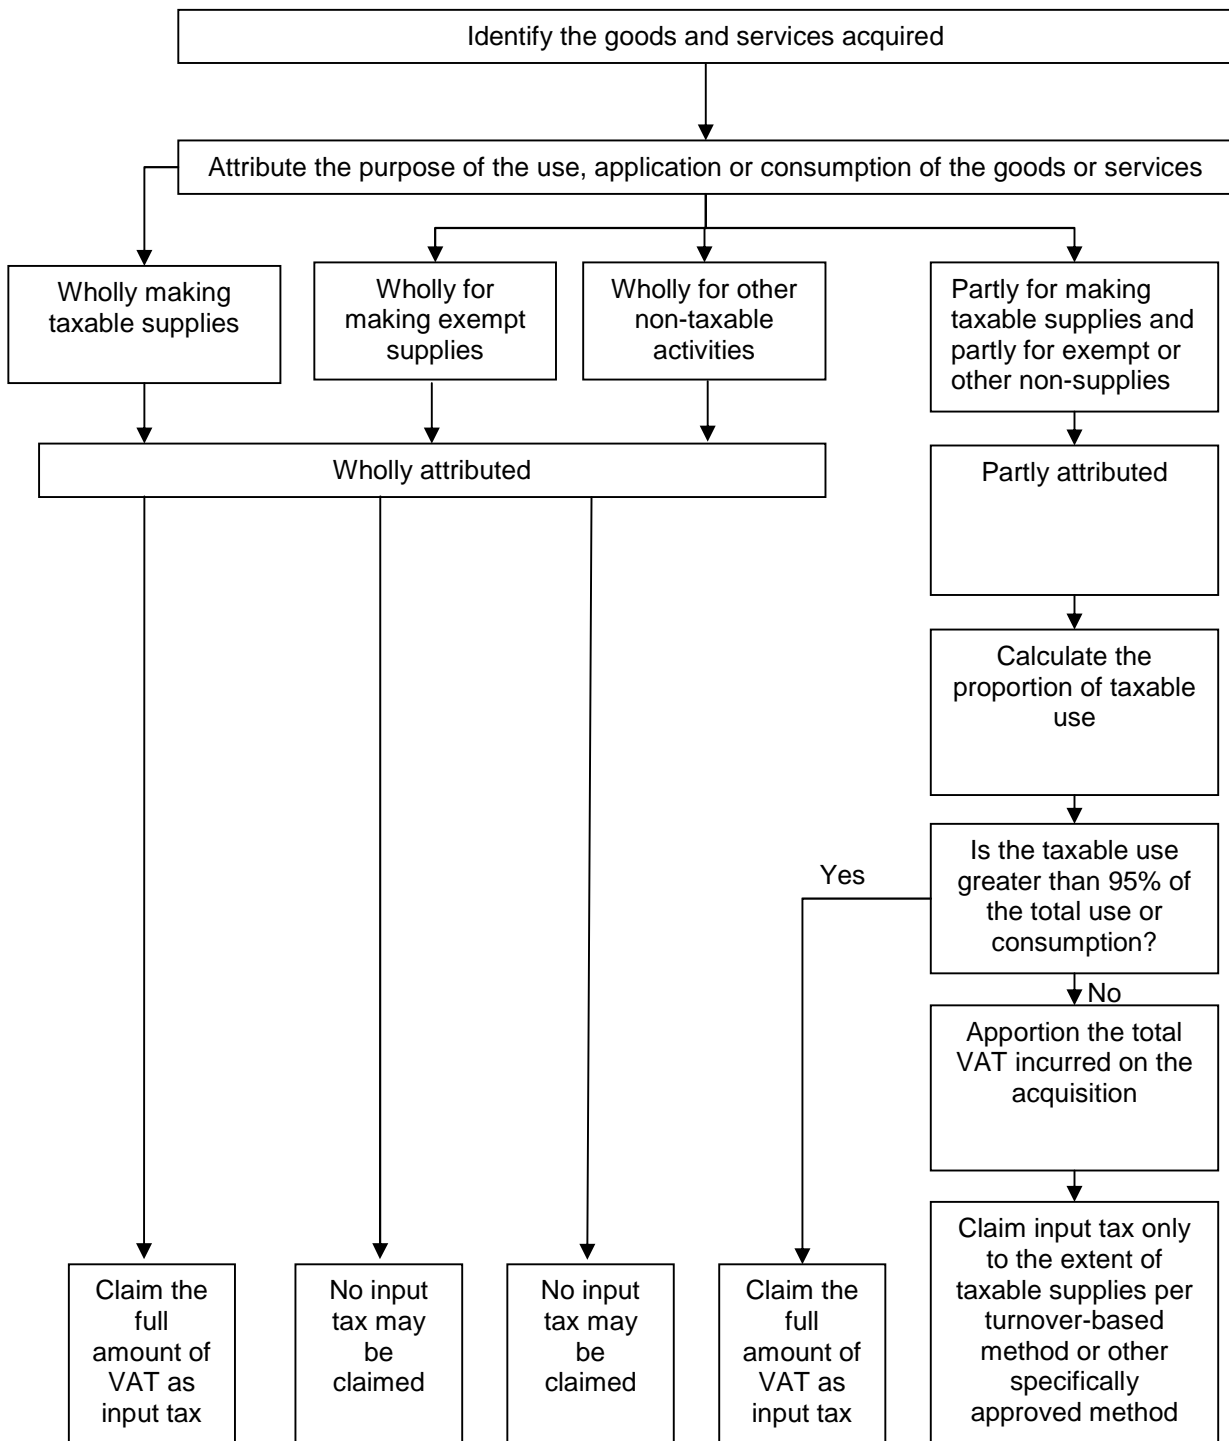 Identify the goods and services acquired
Attribute the purpose of the use, application or consumption of the goods or services
Wholly making
taxable supplies
Wholly for
making exempt
supplies
Wholly for other
non-taxable
activities
Partly for making
taxable supplies and
partly for exempt or
other non-supplies
Wholly attributed
Partly attributed
Calculate the
proportion of taxable
use
Is the taxable use
greater than 95% of
the total use or
consumption?
Yes
No
Apportion the total
VAT incurred on the
acquisition
Claim the
full
amount of
VAT as
input tax
No input
tax may
be
claimed
No input
tax may
be
claimed
Claim the
full
amount of
VAT as
input tax
Claim input tax only
to the extent of
taxable supplies per
turnover-based
method or other
specifically
approved method